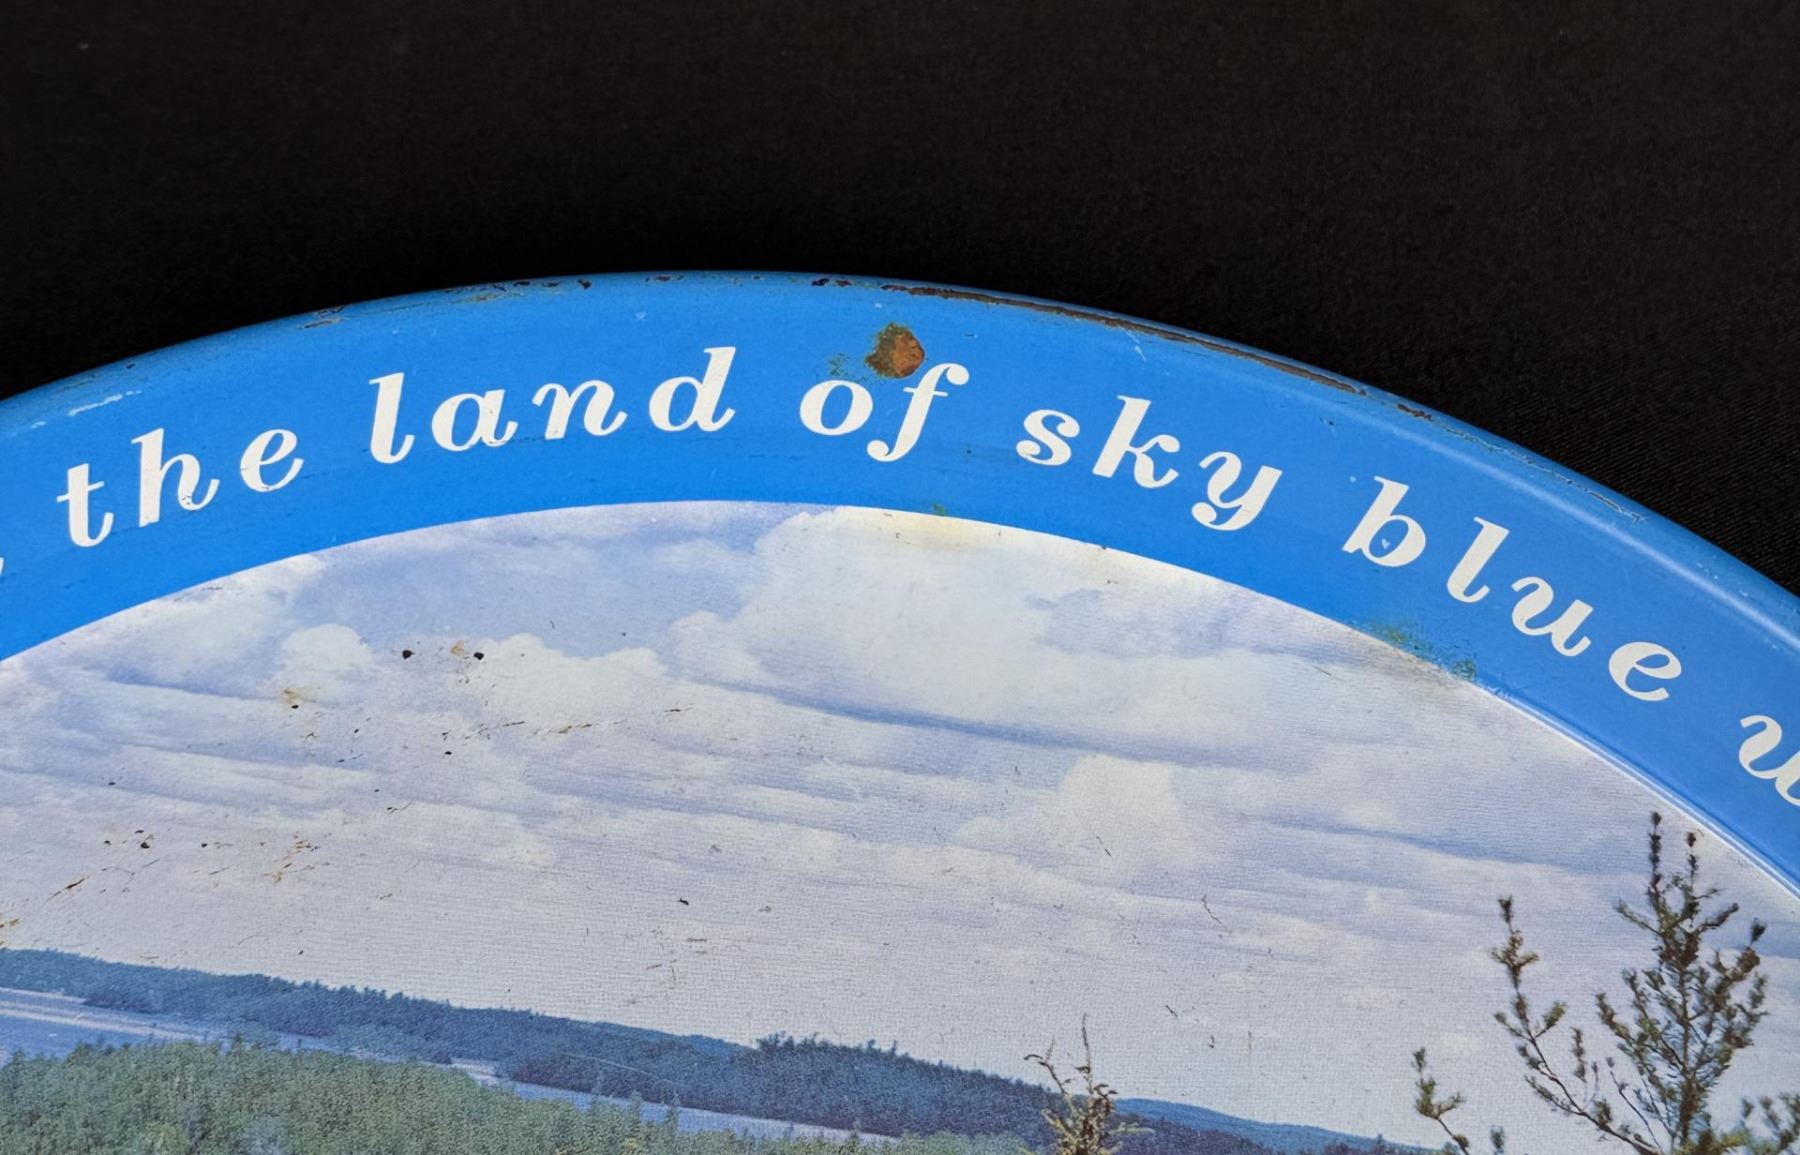 the land of sky blue